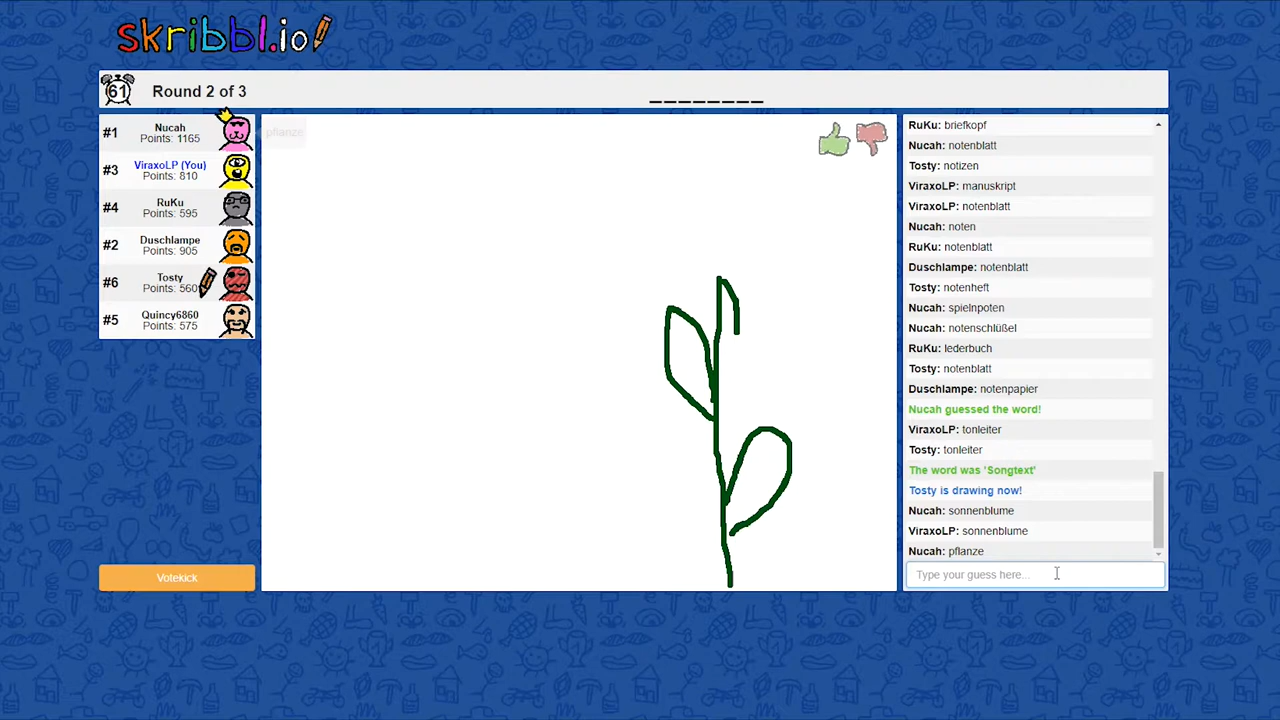 skribbl.io!
61
Round 2 of 3
________
#1
Nucah
Points: 1165
#3
ViraxoLP (You)
Points: 810
#4
RuKu
Points: 595
#2
Duschlampe
Points: 905
#6
Tosty
Points: 560
#5
Quincy6860
Points: 575
Votekick
pflanze
RuKu: briefkopf
Nucah: notenblatt
Tosty: notizen
ViraxoLP: manuskript
ViraxoLP: notenblatt
Nucah: noten
RuKu: notenblatt
Duschlampe: notenblatt
Tosty: notenheft
Nucah: spielnpoten
Nucah: notenschlüßel
RuKu: lederbuch
Tosty: notenblatt
Duschlampe: notenpapier
Nucah guessed the word!
ViraxoLP: tonleiter
Tosty: tonleiter
The word was 'Songtext'
Tosty is drawing now!
Nucah: sonnenblume
ViraxoLP: sonnenblume
Nucah: pflanze
Type your guess here...